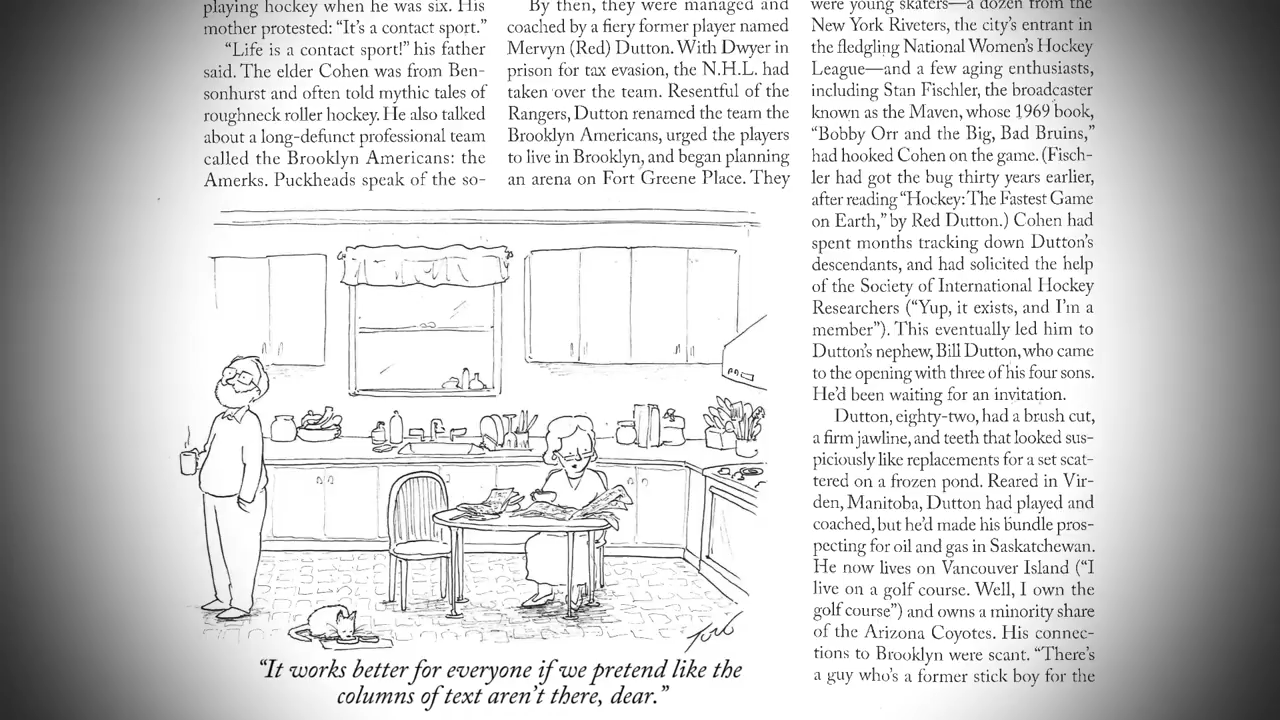 playing hockey when he was six. His
mother protested: “It’s a contact sport.”
“Life is a contact sport!” his father
said. The elder Cohen was from Ben-
sonhurst and often told mythic tales of
roughneck roller hockey. He also talked
about a long-defunct professional team
called the Brooklyn Americans: the
Amerks. Puckheads speak of the so-
By then, they were managed and
coached by a fiery former player named
Mervyn (Red) Dutton. With Dwyer in
prison for tax evasion, the N.H.L. had
taken over the team. Resentful of the
Rangers, Dutton renamed the team the
Brooklyn Americans, urged the players
to live in Brooklyn, and began planning
an arena on Fort Greene Place. They
“It works better for everyone if we pretend like the
columns of text aren’t there, dear.”
were young skaters—a dozen from the
New York Riveters, the city’s entrant in
the fledgling National Women’s Hockey
League—and a few aging enthusiasts,
including Stan Fischler, the broadcaster
known as the Maven, whose 1969 book,
“Bobby Orr and the Big, Bad Bruins,”
had hooked Cohen on the game. (Fisch-
ler had got the bug thirty years earlier,
after reading “Hockey: The Fastest Game
on Earth,” by Red Dutton.) Cohen had
spent months tracking down Dutton’s
descendants, and had solicited the help
of the Society of International Hockey
Researchers (“Yup, it exists, and I’m a
member”). This eventually led him to
Dutton’s nephew, Bill Dutton, who came
to the opening with three of his four sons.
He’d been waiting for an invitation.
Dutton, eighty-two, had a brush cut,
a firm jawline, and teeth that looked sus-
piciously like replacements for a set scat-
tered on a frozen pond. Reared in Vir-
den, Manitoba, Dutton had played and
coached, but he’d made his bundle pros-
pecting for oil and gas in Saskatchewan.
He now lives on Vancouver Island (“I
live on a golf course. Well, I own the
golf course”) and owns a minority share
of the Arizona Coyotes. His connec-
tions to Brooklyn were scant. “There’s
a guy who’s a former stick boy for the